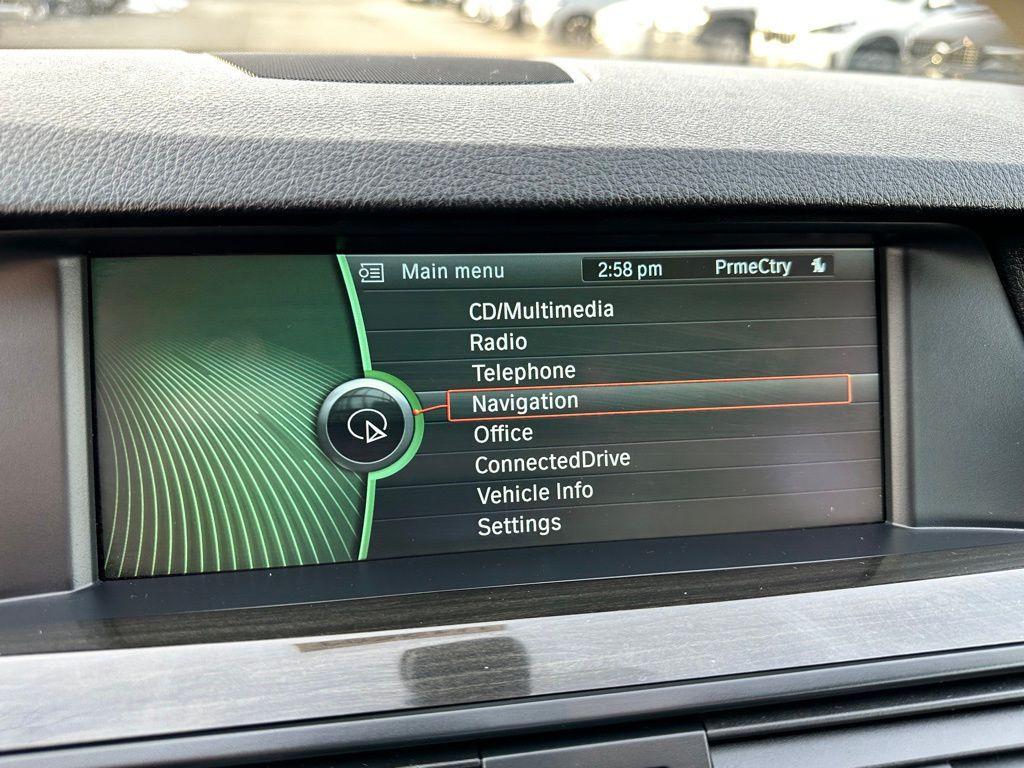 Main menu 2:58 pm PrmeCtry
CD/Multimedia
Radio
Telephone
Navigation
Office
ConnectedDrive
Vehicle Info
Settings